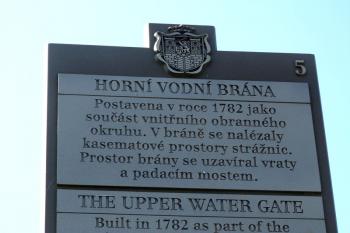 5
HORNÍ VODNÍ BRÁNA
Postavena v roce 1782 jako
součást vnitřního obranného
okruhu. V bráně se nalézaly
kasematové prostory strážnic.
Prostor brány se uzavíral vraty
a padacím mostem.
THE UPPER WATER GATE
Built in 1782 as part of the